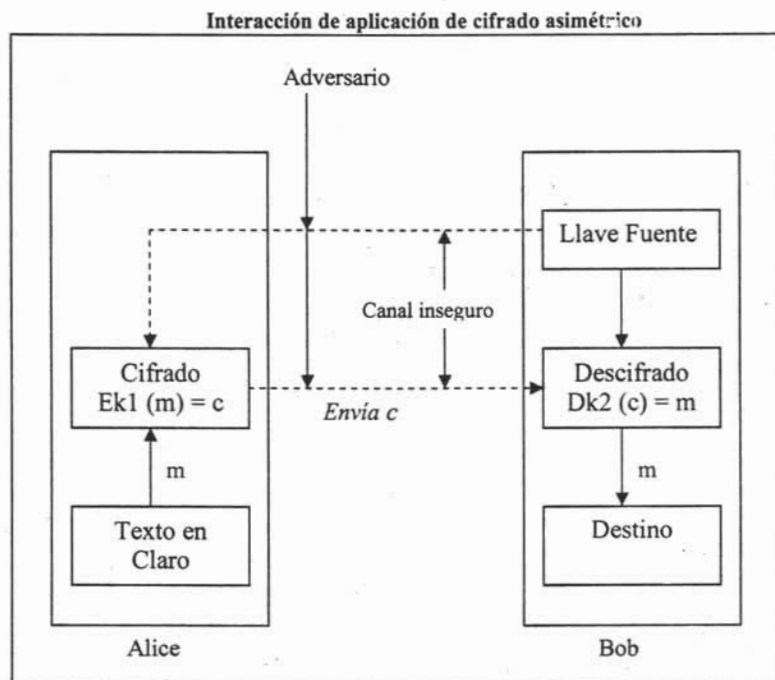 Interacción de aplicación de cifrado asimétrico
Adversario
Llave Fuente
Canal inseguro
Cifrado
Ek1 (m) = c
Descifrado
Dk2 (c) = m
Envía c
m
m
Texto en
Claro
Destino
Alice
Bob